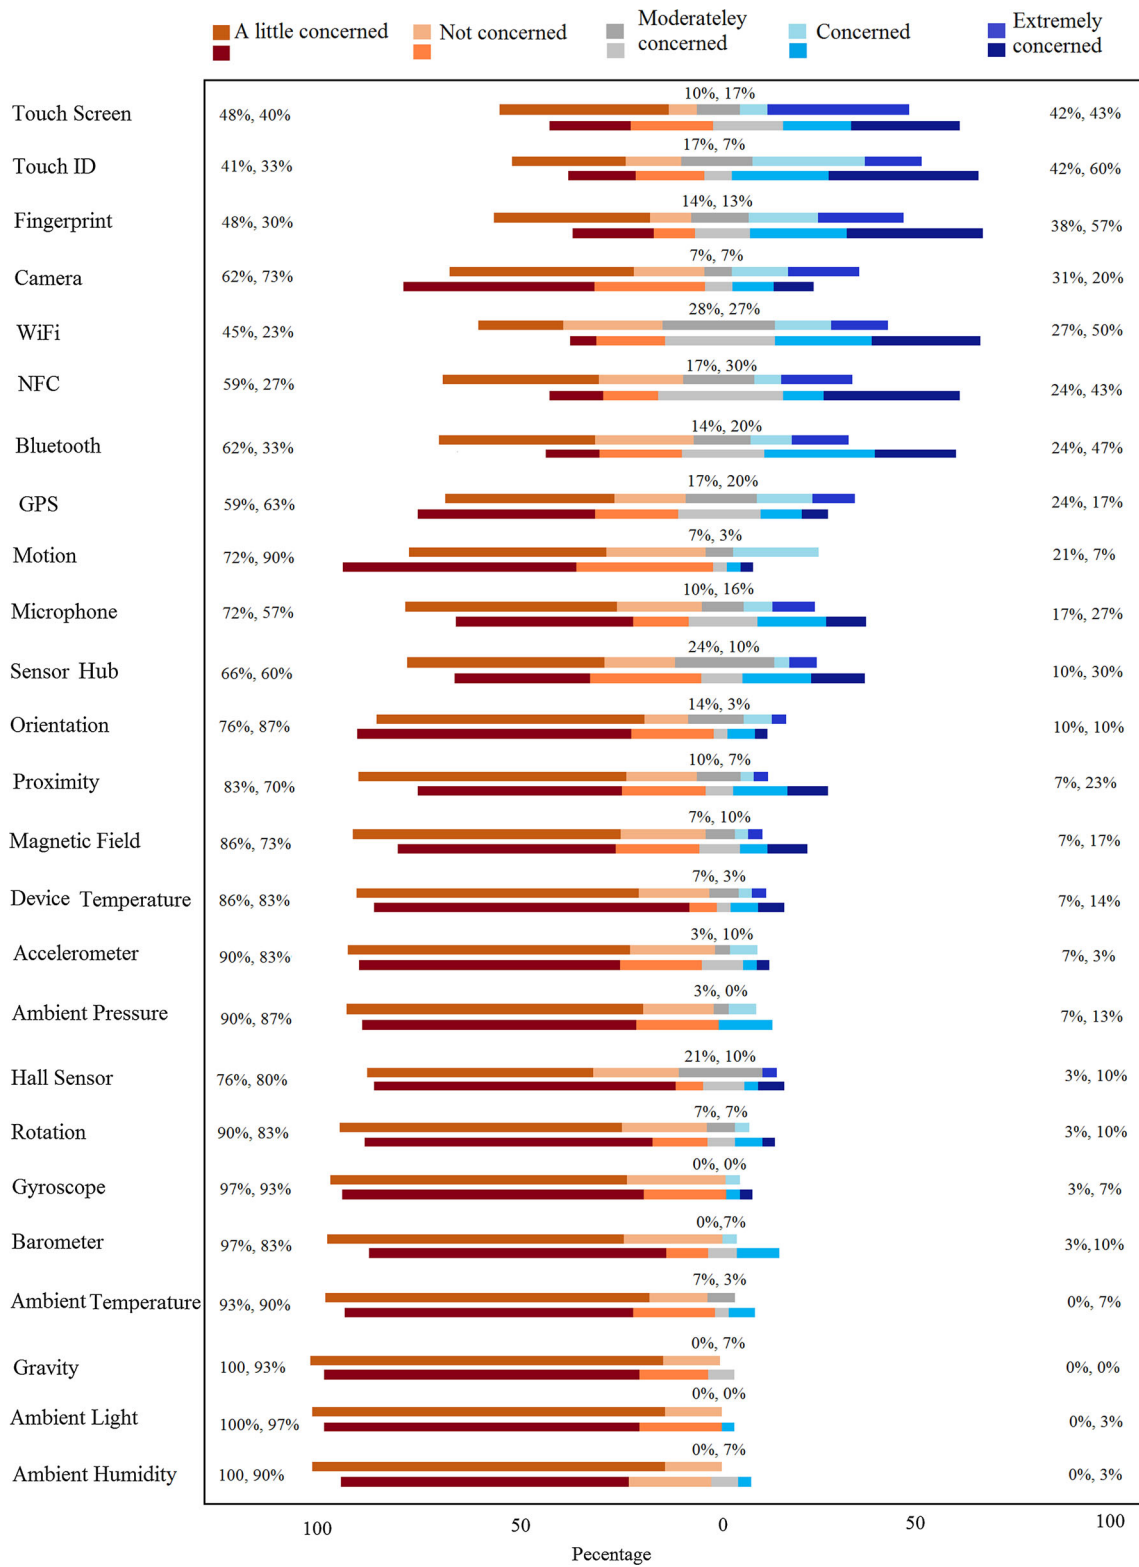 A little concerned
Not concerned
Moderateley
concerned
Concerned
Extremely
concerned
10%, 17%
Touch Screen 48%, 40% 42%, 43%
17%, 7%
Touch ID 41%, 33% 42%, 60%
14%, 13%
Fingerprint 48%, 30% 38%, 57%
7%, 7%
Camera 62%, 73% 31%, 20%
28%, 27%
WiFi 45%, 23% 27%, 50%
17%, 30%
NFC 59%, 27% 24%, 43%
14%, 20%
Bluetooth 62%, 33% 24%, 47%
17%, 20%
GPS 59%, 63% 24%, 17%
7%, 3%
Motion 72%, 90% 21%, 7%
10%, 16%
Microphone 72%, 57% 17%, 27%
24%, 10%
Sensor Hub 66%, 60% 10%, 30%
14%, 3%
Orientation 76%, 87% 10%, 10%
10%, 7%
Proximity 83%, 70% 7%, 23%
7%, 10%
Magnetic Field 86%, 73% 7%, 17%
7%, 3%
Device Temperature 86%, 83% 7%, 14%
3%, 10%
Accelerometer 90%, 83% 7%, 3%
3%, 0%
Ambient Pressure 90%, 87% 7%, 13%
21%, 10%
Hall Sensor 76%, 80% 3%, 10%
7%, 7%
Rotation 90%, 83% 3%, 10%
0%, 0%
Gyroscope 97%, 93% 3%, 7%
0%,7%
Barometer 97%, 83% 3%,10%
7%, 3%
Ambient Temperature 93%, 90% 0%, 7%
0%, 7%
Gravity 100, 93% 0%, 0%
0%, 0%
Ambient Light 100%, 97% 0%, 3%
0%, 7%
Ambient Humidity 100, 90% 0%, 3%
100 50 0 50 100
Pecentage